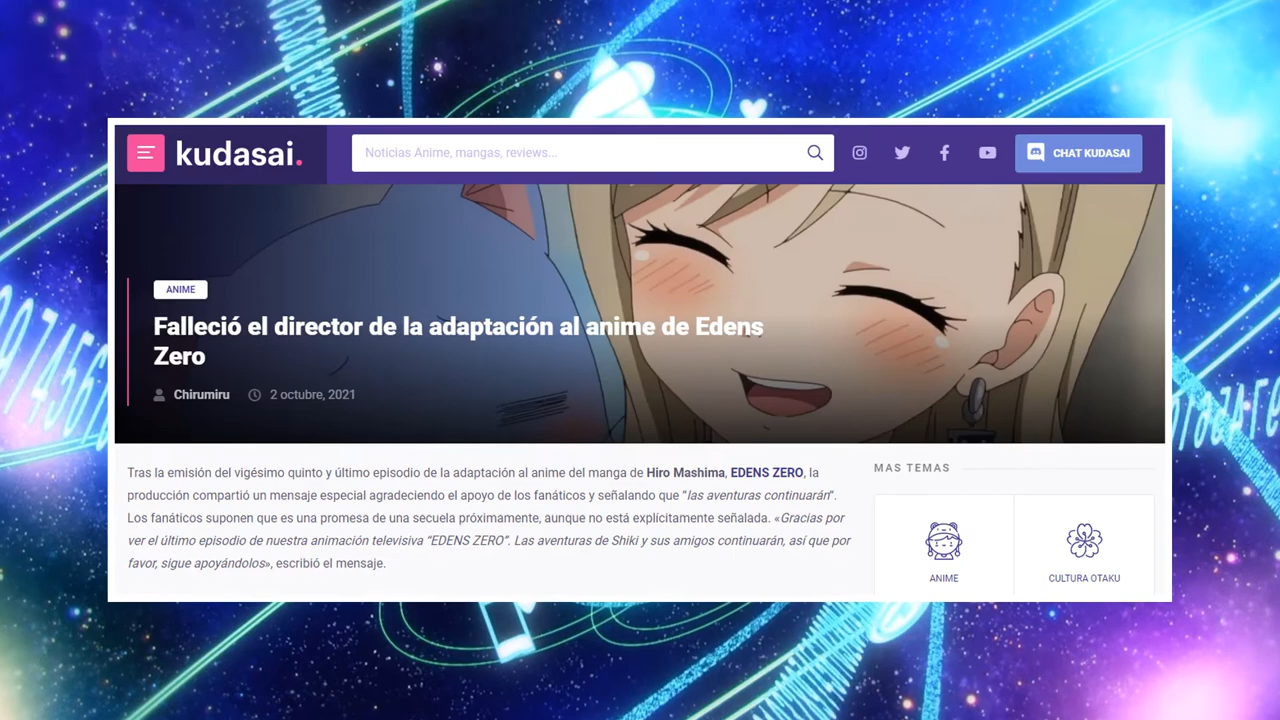 kudasai.
Noticias Anime, mangas, reviews...
CHAT KUDASAI
ANIME
Falleció el director de la adaptación al anime de Edens
Zero
Chirumiru 2 octubre, 2021
Tras la emisión del vigésimo quinto y último episodio de la adaptación al anime del manga de Hiro Mashima, EDENS ZERO, la
producción compartió un mensaje especial agradeciendo el apoyo de los fanáticos y señalando que "las aventuras continuarán".
Los fanáticos suponen que es una promesa de una secuela próximamente, aunque no está explícitamente señalada. «Gracias por
ver el último episodio de nuestra animación televisiva “EDENS ZERO”. Las aventuras de Shiki y sus amigos continuarán, así que por
favor, sigue apoyándolos», escribió el mensaje.
MAS TEMAS
ANIME
CULTURA OTAKU